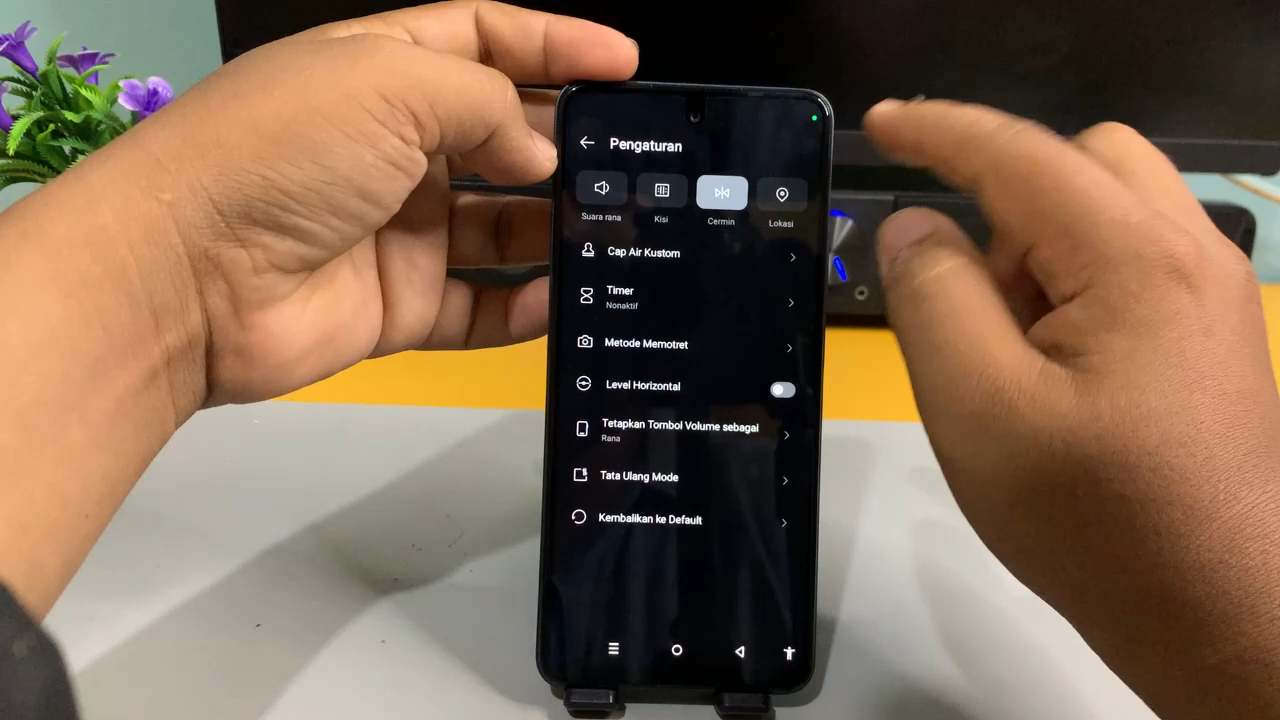 Pengaturan
Suara rana
Kisi
Cermin
Lokasi
Cap Air Kustom
Timer
Nonaktif
Metode Memotret
Level Horizontal
Tetapkan Tombol Volume sebagai
Rana
Tata Ulang Mode
Kembalikan ke Default